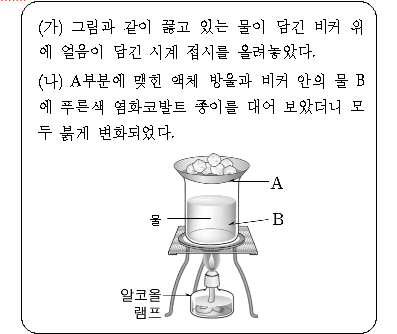 (가) 그림과 같이 끓고 있는 물이 담긴 비커 위
에 얼음이 담긴 시계 접시를 올려놓았다.
(나) A부분에 맺힌 액체 방울과 비커 안의 물 B
에 푸른색 염화코발트 종이를 대어 보았더니 모
두 붉게 변화되었다.
A
물
B
알코올
램프